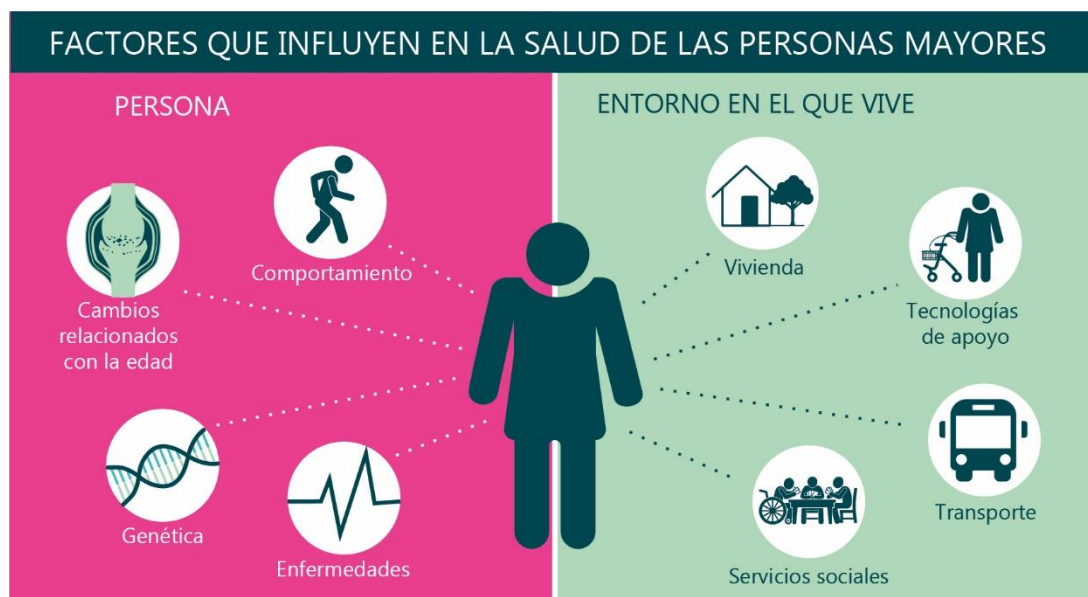 FACTORES QUE INFLUYEN EN LA SALUD DE LAS PERSONAS MAYORES
PERSONA
Comportamiento
Cambios
relacionados
con la edad
Genética
Enfermedades
ENTORNO EN EL QUE VIVE
Vivienda
Tecnologías
de apoyo
Transporte
Servicios sociales